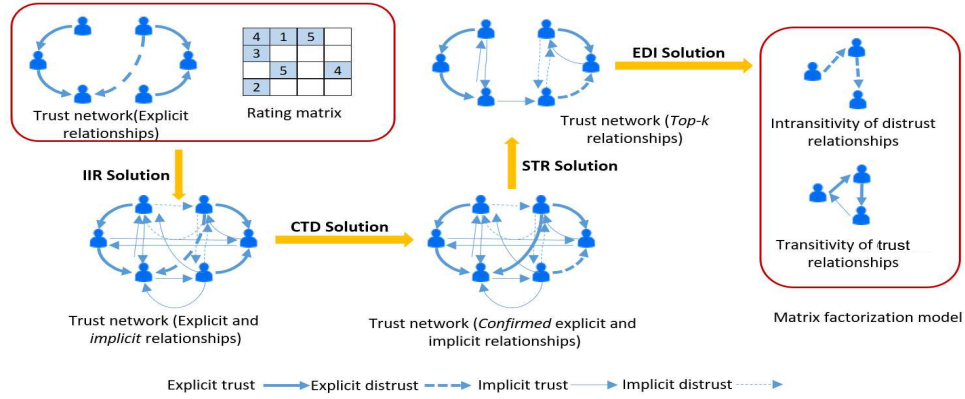 4 1 5
3
5 4
2
Trust network(Explicit
relationships)
Rating matrix
IIR Solution
Trust network (Explicit and
implicit relationships)
CTD Solution
Trust network (Confirmed explicit and
implicit relationships)
STR Solution
Trust network (Top-k
relationships)
EDI Solution
Intransitivity of distrust
relationships
Transitivity of trust
relationships
Matrix factorization model
Explicit trust Explicit distrust Implicit trust Implicit distrust